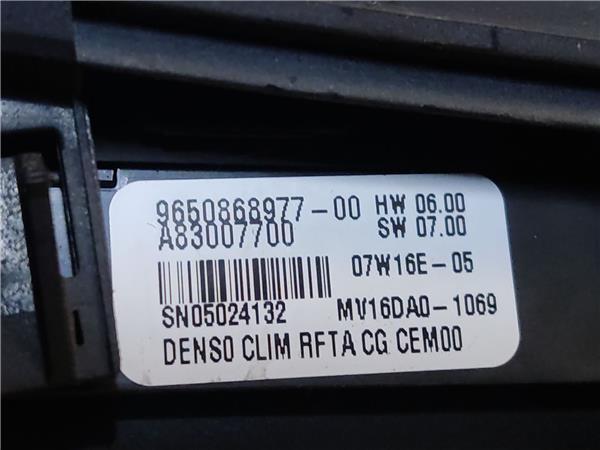 9650868977-00 HW 06.00
A83007700 SW 07.00
07W16E-05
SN05024132 MV16DA0-1069
DENSO CLIM RFTA CG CEM00